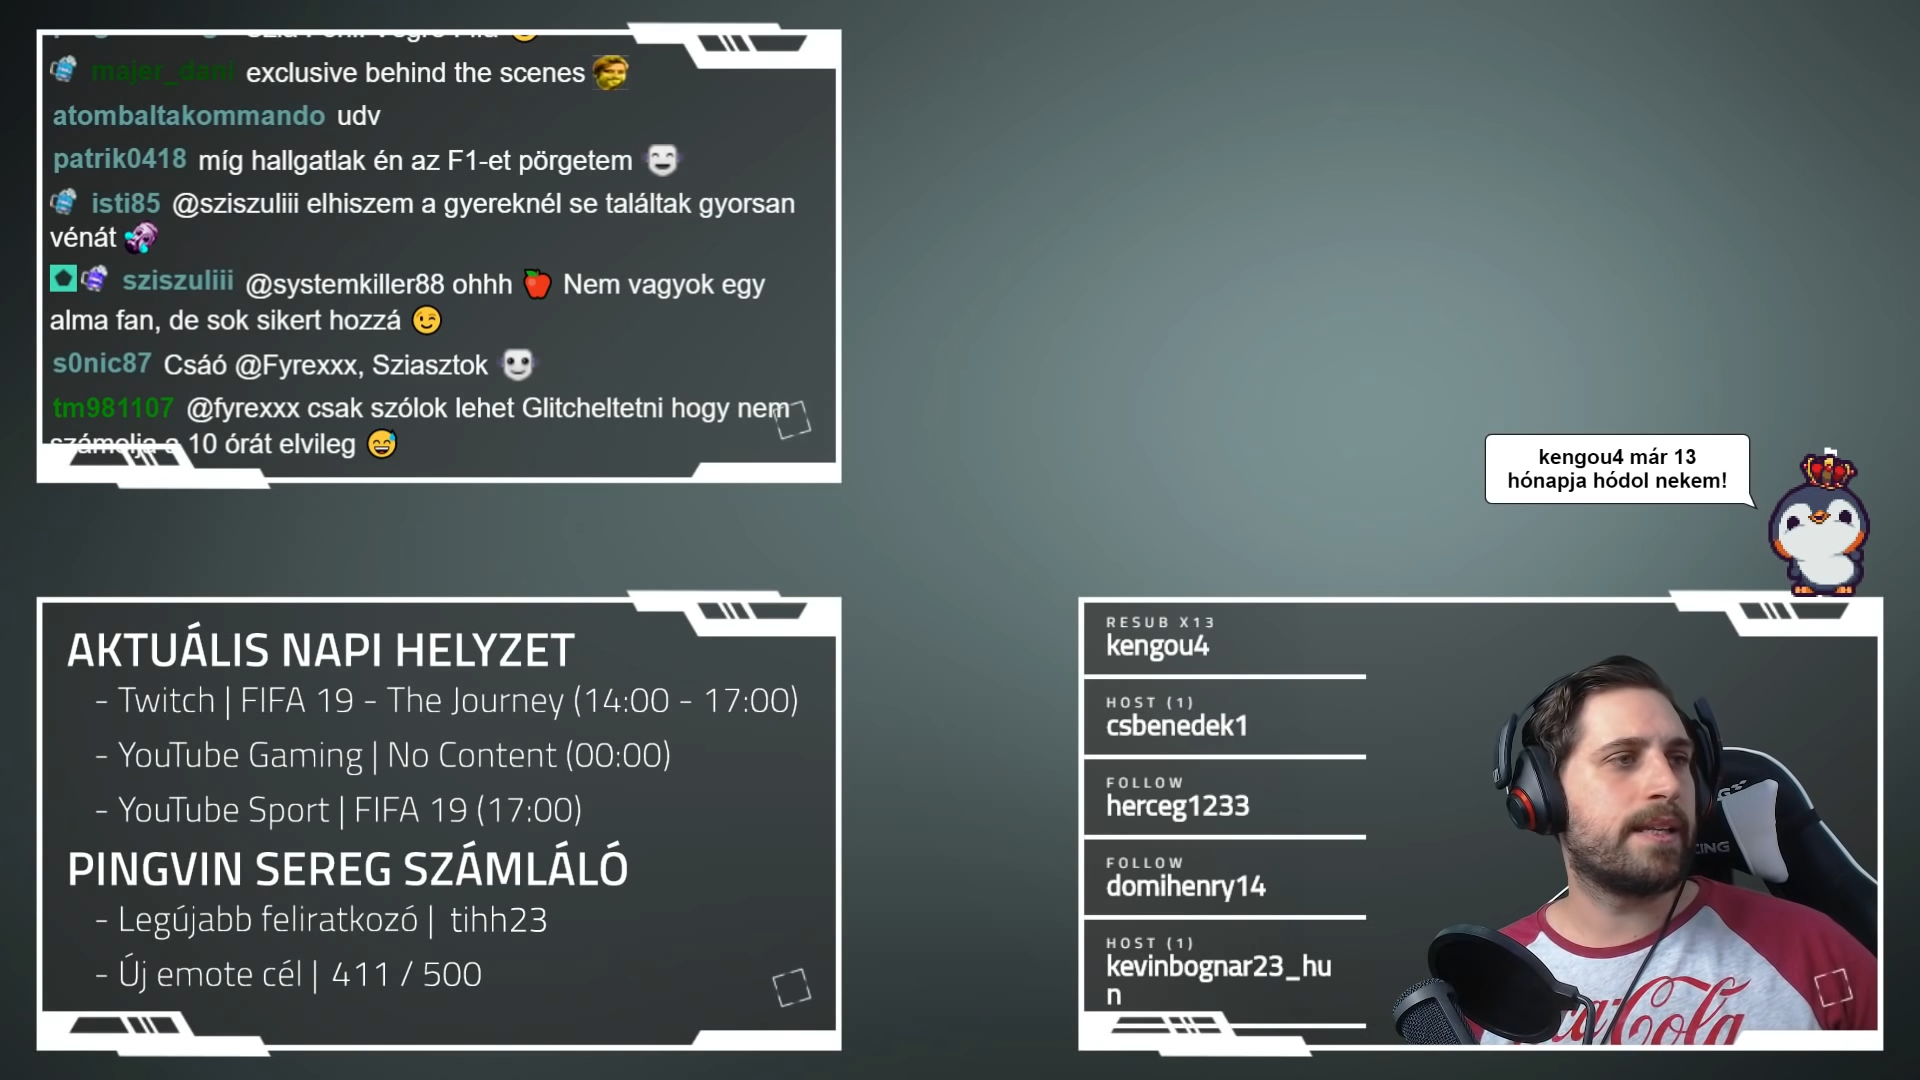 majer_dani exclusive behind the scenes
atombaltakommando udv
patrik0418 míg hallgatlak én az F1-et pörgetem
isti85 @sziszuliii elhiszem a gyereknél se találtak gyorsan
vénát
sziszuliii @systemkiller88 ohhh 🍎 Nem vagyok egy
alma fan, de sok sikert hozzá 😉
s0nic87 Csáó @Fyrexxx, Sziasztok
tm981107 @fyrexxx csak szólok lehet Glitcheltetni hogy nem
számolja a 10 órát elvileg 😅
kengou4 már 13
hónapja hódol nekem!
AKTUÁLIS NAPI HELYZET
- Twitch | FIFA 19 - The Journey (14:00 - 17:00)
- YouTube Gaming | No Content (00:00)
- YouTube Sport | FIFA 19 (17:00)
PINGVIN SEREG SZÁMLÁLÓ
- Legújabb feliratkozó | tihh23
- Új emote cél | 411 / 500
RESUB X13
kengou4
HOST (1)
csbenedek1
FOLLOW
herceg1233
FOLLOW
domihenry14
HOST (1)
kevinbognar23_hu
n